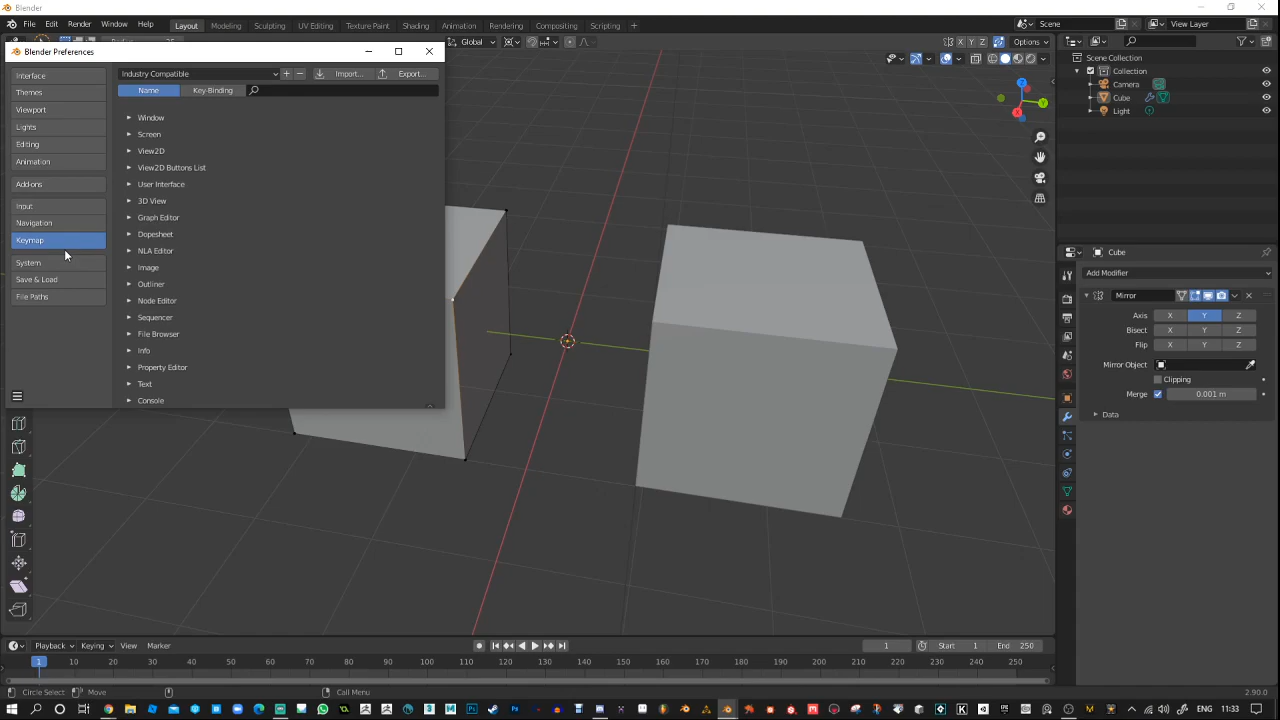 Blender
File Edit Render Window Help Layout Modeling Sculpting UV Editing Texture Paint Shading Animation Rendering Compositing Scripting Scene View Layer
Blender Preferences
Global
X Y Z Options
Interface
Themes
Viewport
Lights
Editing
Animation
Add-ons
Input
Navigation
Keymap
System
Save & Load
File Paths
Industry Compatible Import... Export...
Name Key-Binding
Window
Screen
View2D
View2D Buttons List
User Interface
3D View
Graph Editor
Dopesheet
NLA Editor
Image
Outliner
Node Editor
Sequencer
File Browser
Info
Property Editor
Text
Console
Scene Collection
Collection
Camera
Cube
Light
Cube
Add Modifier
Mirror
Axis X Y Z
Bisect X Y Z
Flip X Y Z
Mirror Object
Clipping
Merge 0.001 m
Data
Playback Keying View Marker 1 Start 1 End 250
1 10 20 30 40 50 60 70 80 90 100 110 120 130 140 150 160 170 180 190 200 210 220 230 240 250
Circle Select Move Call Menu 2.90.0
ENG 11:33